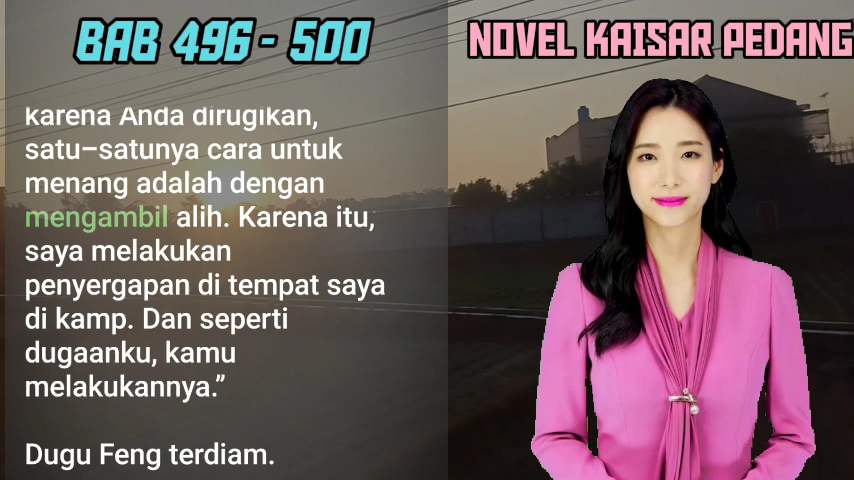 BAB 496 - 500
NOVEL KAISAR PEDANG
karena Anda dirugikan,
satu–satunya cara untuk
menang adalah dengan
mengambil alih. Karena itu,
saya melakukan
penyergapan di tempat saya
di kamp. Dan seperti
dugaanku, kamu
melakukannya.”
Dugu Feng terdiam.